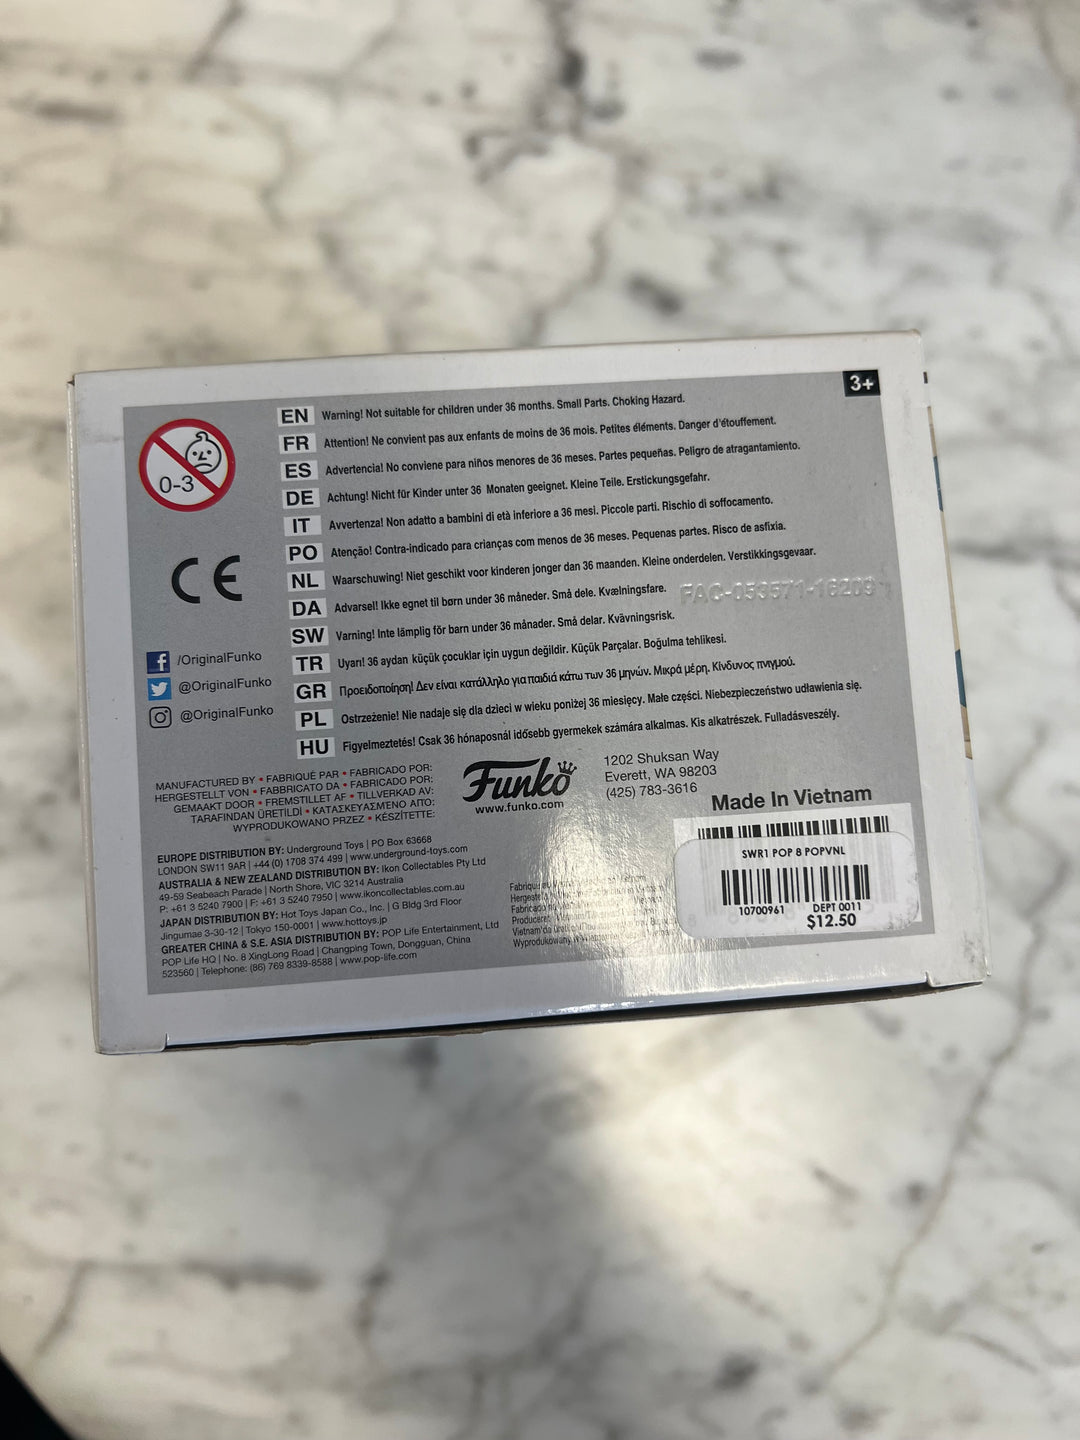 3+
0-3
EN Warning! Not suitable for children under 36 months. Small Parts. Choking Hazard.
FR Attention! Ne convient pas aux enfants de moins de 36 mois. Petites éléments. Danger d'étouffement.
ES Advertencia! No conviene para niños menores de 36 meses. Partes pequeñas. Peligro de atragantamiento.
DE Achtung! Nicht für Kinder unter 36 Monaten geeignet. Kleine Teile. Erstickungsgefahr.
IT Avvertenza! Non adatto a bambini di età inferiore a 36 mesi. Piccole parti. Rischio di soffocamento.
PO Atenção! Contra-indicado para crianças com menos de 36 meses. Pequenas partes. Risco de asfixia.
NL Waarschuwing! Niet geschikt voor kinderen jonger dan 36 maanden. Kleine onderdelen. Verstikkingsgevaar.
DA Advarsel! Ikke egnet til børn under 36 måneder. Små dele. Kvælningsfare.
SW Varning! Inte lämplig för barn under 36 månader. Små delar. Kvävningsrisk.
TR Uyarı! 36 aydan küçük çocuklar için uygun değildir. Küçük Parçalar. Boğulma tehlikesi.
GR Προειδοποίηση! Δεν είναι κατάλληλο για παιδιά κάτω των 36 μηνών. Μικρά μέρη. Κίνδυνος πνιγμού.
PL Ostrzeżenie! Nie nadaje się dla dzieci w wieku poniżej 36 miesięcy. Małe części. Niebezpieczeństwo udławienia się.
HU Figyelmeztetés! Csak 36 hónaposnál idősebb gyermekek számára alkalmas. Kis alkatrészek. Fulladásveszély.
FAC-053571-16209
CE
/OriginalFunko
@OriginalFunko
@OriginalFunko
MANUFACTURED BY • FABRIQUÉ PAR • FABRICADO POR:
HERGESTELLT VON • FABBRICATO DA • FABRICADO POR:
GEMAAKT DOOR • FREMSTILLET AF • TILLVERKAD AV:
TARAFINDAN ÜRETİLDİ • ΚΑΤΑΣΚΕΥΑΣΜΕΝΟ ΑΠΟ:
WYPRODUKOWANO PRZEZ • KÉSZÍTETTE:
Funko
www.funko.com
1202 Shuksan Way
Everett, WA 98203
(425) 783-3616
Made In Vietnam
EUROPE DISTRIBUTION BY: Underground Toys | PO Box 63668
LONDON SW11 9AR | +44 (0) 1708 374 499 | www.underground-toys.com
AUSTRALIA & NEW ZEALAND DISTRIBUTION BY: Ikon Collectables Pty Ltd
49-59 Seabeach Parade | North Shore, VIC 3214 Australia
P: +61 3 5240 7900 | F: +61 3 5240 7950 | www.ikoncollectables.com.au
JAPAN DISTRIBUTION BY: Hot Toys Japan Co., Inc. | G Bldg 3rd Floor
Jingumae 3-30-12 | Tokyo 150-0001 | www.hottoys.jp
GREATER CHINA & S.E. ASIA DISTRIBUTION BY: POP Life Entertainment, Ltd
POP Life HQ | No. 8 XingLong Road | Changping Town, Dongguan, China
523560 | Telephone: (86) 769 8339-8588 | www.pop-life.com
Vietnam'da
Wyprodukowany w
SWR1 POP 8 POPVNL
10700961 DEPT 0011
$12.50